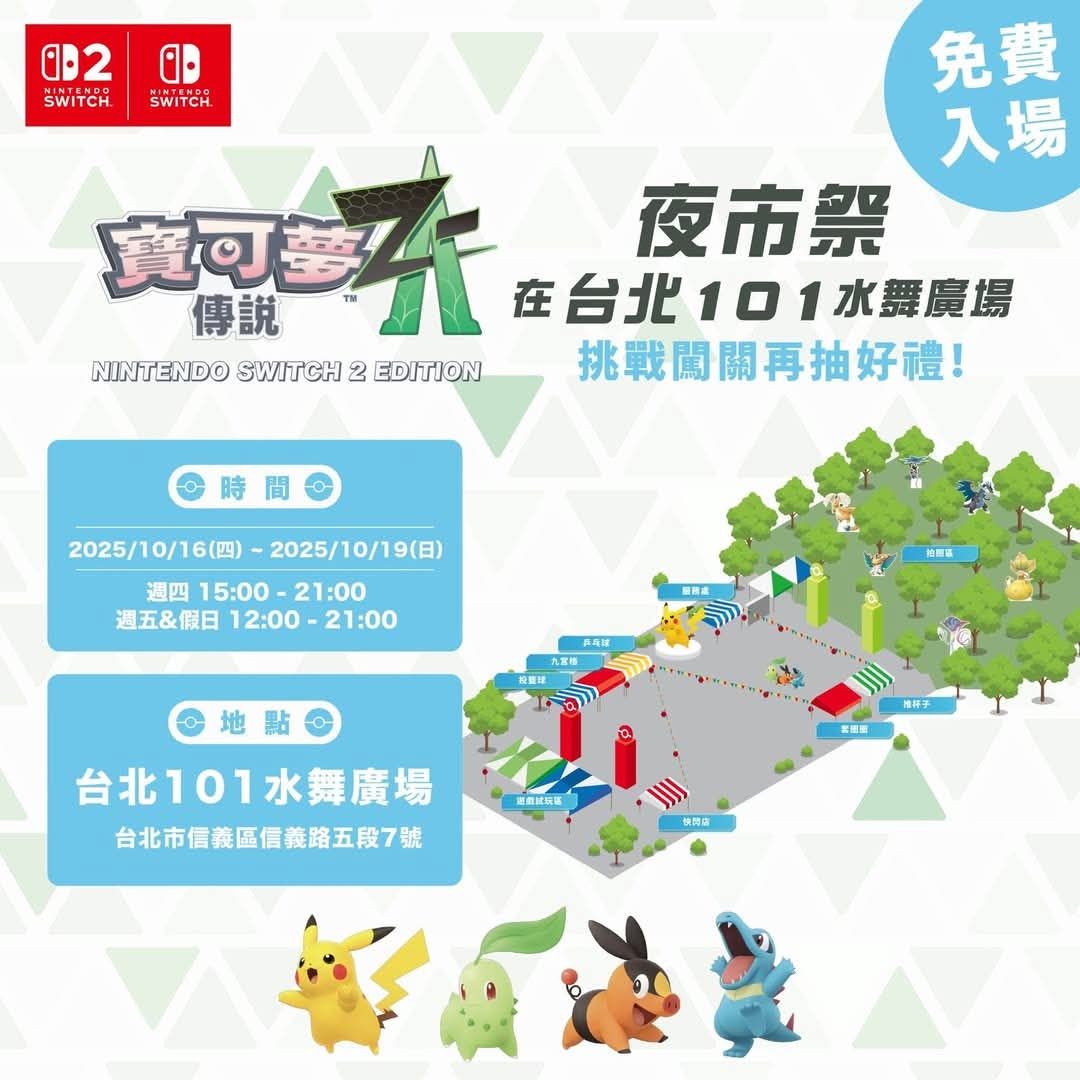 2
NINTENDO SWITCH.
NINTENDO SWITCH.
免費
入場
寶可夢
傳說
ZA
TM
NINTENDO SWITCH 2 EDITION
夜市祭
在台北101水舞廣場
挑戰闖關再抽好禮!
時間
2025/10/16(四) ~ 2025/10/19(日)
週四 15:00 - 21:00
週五&假日 12:00 - 21:00
地點
台北101水舞廣場
台北市信義區信義路五段7號
拍照區
服務處
乒乓球
九宮格
投籃球
推杯子
套圈圈
遊戲試玩區
快閃店